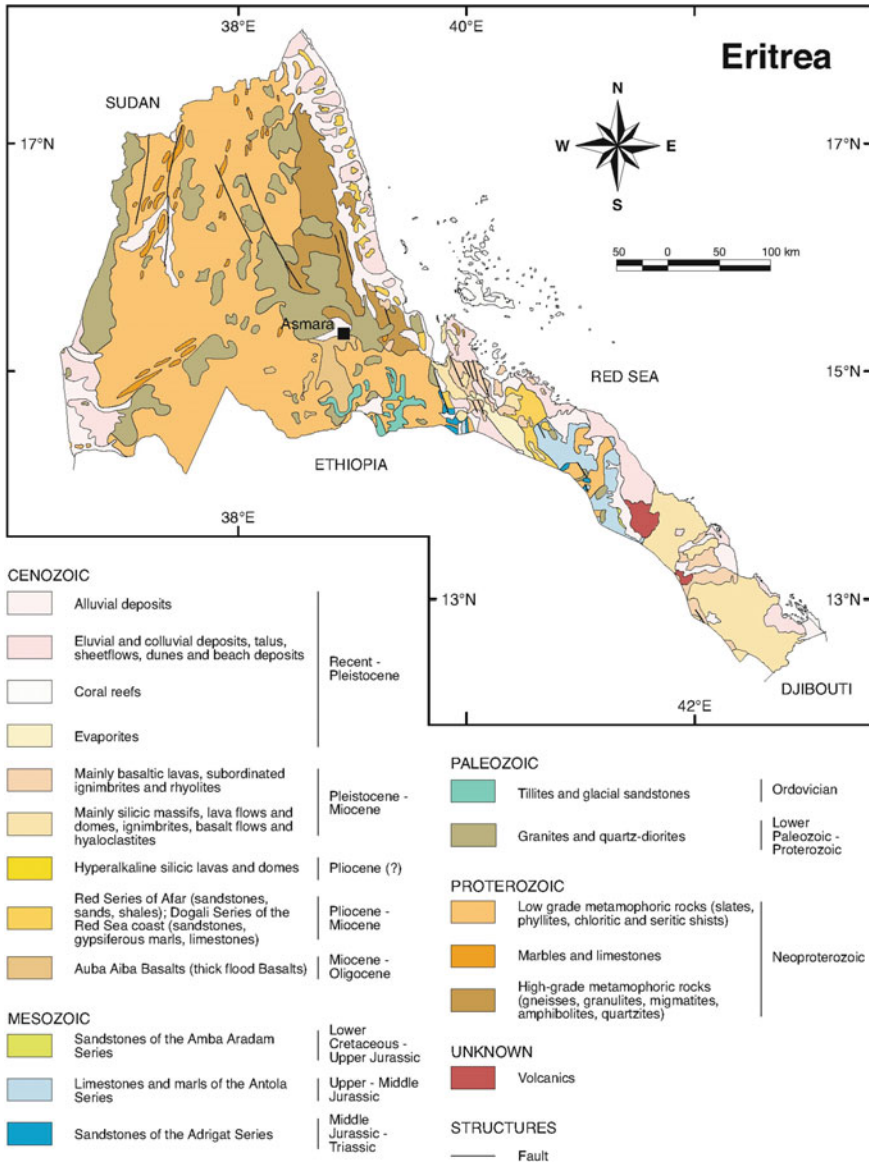 38°E
40°E
Eritrea
SUDAN
N
17°N
W
E
17°N
S
50
0
50
100 km
Asmara
15°N
RED SEA
15°N
ETHIOPIA
38°E
13°N
13°N
DJIBOUTI
42°E
CENOZOIC
Alluvial deposits
Eluvial and colluvial deposits, talus,
sheetflows, dunes and beach deposits
Recent -
Pleistocene
Coral reefs
Evaporites
Mainly basaltic lavas, subordinated
ignimbrites and rhyolites
Pleistocene -
Miocene
Mainly silicic massifs, lava flows and
domes, ignimbrites, basalt flows and
hyaloclastites
Hyperalkaline silicic lavas and domes
Pliocene (?)
Red Series of Afar (sandstones,
sands, shales); Dogali Series of the
Red Sea coast (sandstones,
gypsiferous marls, limestones)
Pliocene -
Miocene
Auba Aiba Basalts (thick flood Basalts)
Miocene -
Oligocene
MESOZOIC
Sandstones of the Amba Aradam
Series
Lower
Cretaceous -
Upper Jurassic
Limestones and marls of the Antola
Series
Upper - Middle
Jurassic
Sandstones of the Adrigat Series
Middle
Jurassic -
Triassic
PALEOZOIC
Tillites and glacial sandstones
Ordovician
Granites and quartz-diorites
Lower
Paleozoic -
Proterozoic
PROTEROZOIC
Low grade metamophoric rocks (slates,
phyllites, chloritic and seritic shists)
Marbles and limestones
Neoproterozoic
High-grade metamophoric rocks
(gneisses, granulites, migmatites,
amphibolites, quartzites)
UNKNOWN
Volcanics
STRUCTURES
Fault